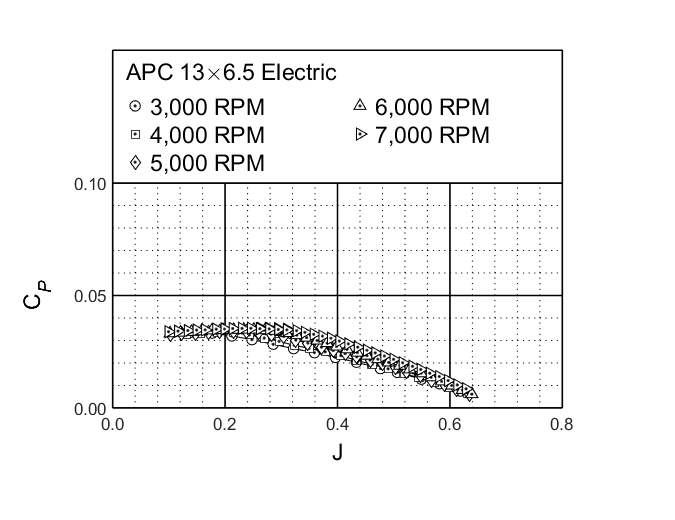 APC 13×6.5 Electric
3,000 RPM
6,000 RPM
4,000 RPM
7,000 RPM
5,000 RPM
0.10
0.05
0.00
C_P
0.0 0.2 0.4 0.6 0.8
J